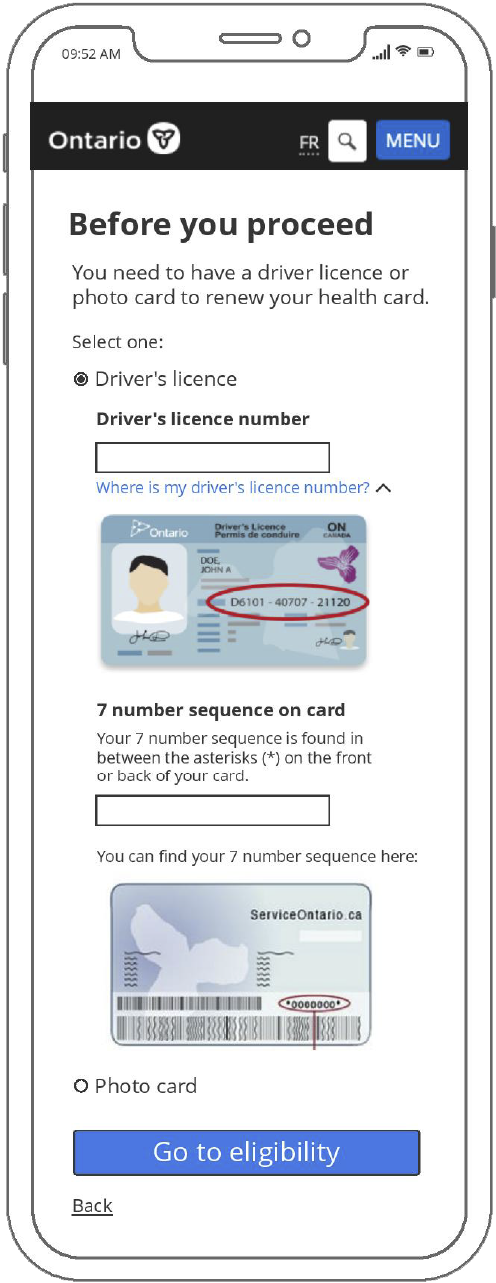 09:52 AM
Ontario
FR
MENU
Before you proceed
You need to have a driver licence or
photo card to renew your health card.
Select one:
Driver's licence
Driver's licence number
Where is my driver's licence number?
Ontario
Driver's Licence
Permis de conduire
ON
CANADA
DOE,
JOHN A
D6101 - 40707 - 21120
7 number sequence on card
Your 7 number sequence is found in
between the asterisks (*) on the front
or back of your card.
You can find your 7 number sequence here:
ServiceOntario.ca
*0000000*
Photo card
Go to eligibility
Back